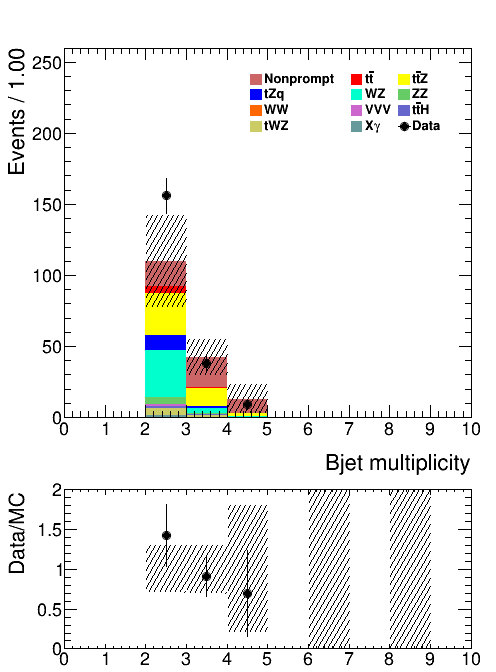 Events / 1.00
250
200
150
100
50
0
Nonprompt tt̄ tt̄Z
tZq WZ ZZ
WW VVV tt̄H
tWZ Xγ Data
0 1 2 3 4 5 6 7 8 9 10
Bjet multiplicity
Data/MC
2
1.5
1
0.5
0
0 1 2 3 4 5 6 7 8 9 10